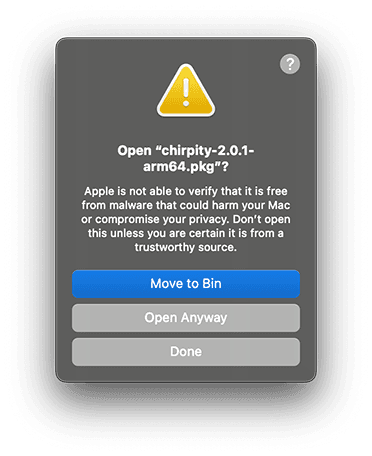 ?
Open “chirpity-2.0.1-
arm64.pkg”?
Apple is not able to verify that it is free
from malware that could harm your Mac
or compromise your privacy. Don’t open
this unless you are certain it is from a
trustworthy source.
Move to Bin
Open Anyway
Done